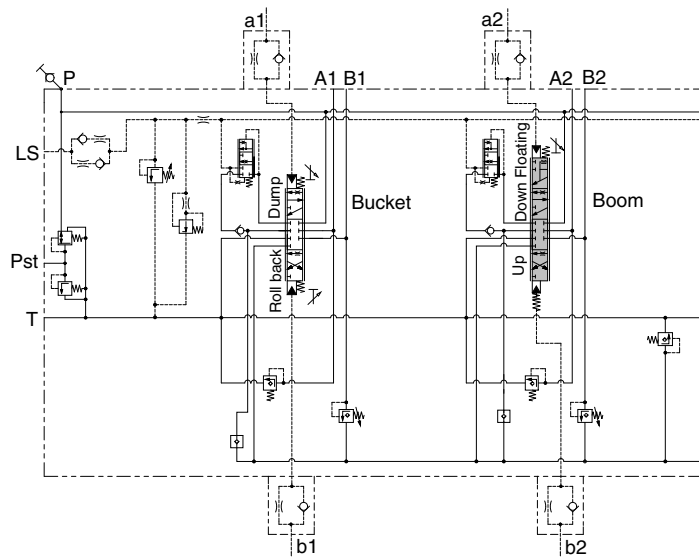 a1
a2
P
A1 B1
A2 B2
LS
Dump
Bucket
Down Floating
Boom
Pst
Roll back
Up
T
b1
b2